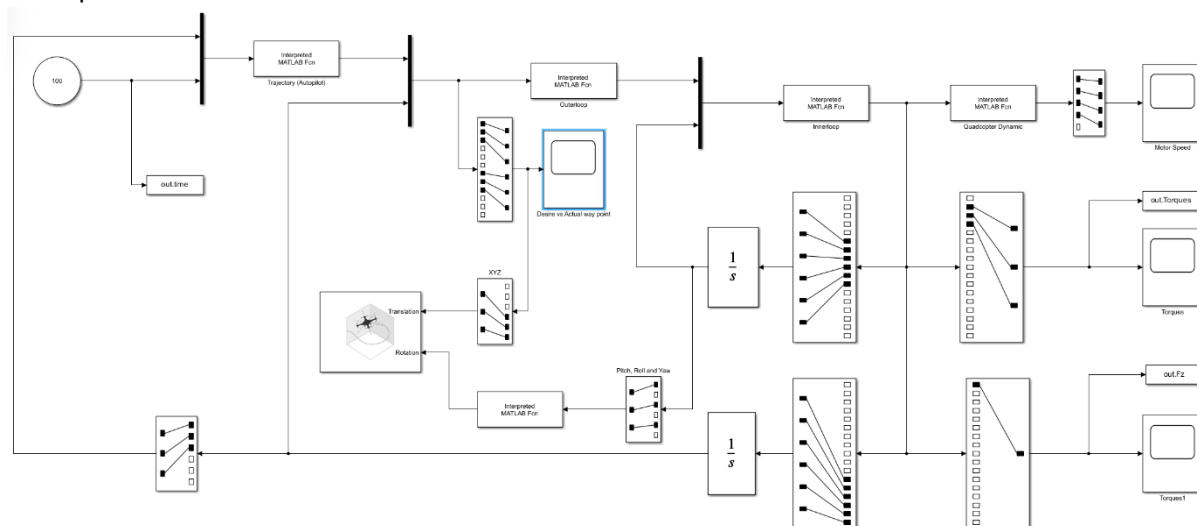 Interpreted
MATLAB Fcn
Trajectory (Autopilot)
100
out.time
Interpreted
MATLAB Fcn
Outerloop
Desire vs Actual way point
Interpreted
MATLAB Fcn
Innerloop
Interpreted
MATLAB Fcn
Quadcopter Dynamic
Motor Speed
out.Torques
Torques
1
s
XYZ
Translation
Rotation
Pitch, Roll and Yaw
Interpreted
MATLAB Fcn
out.Fz
1
s
Torques1